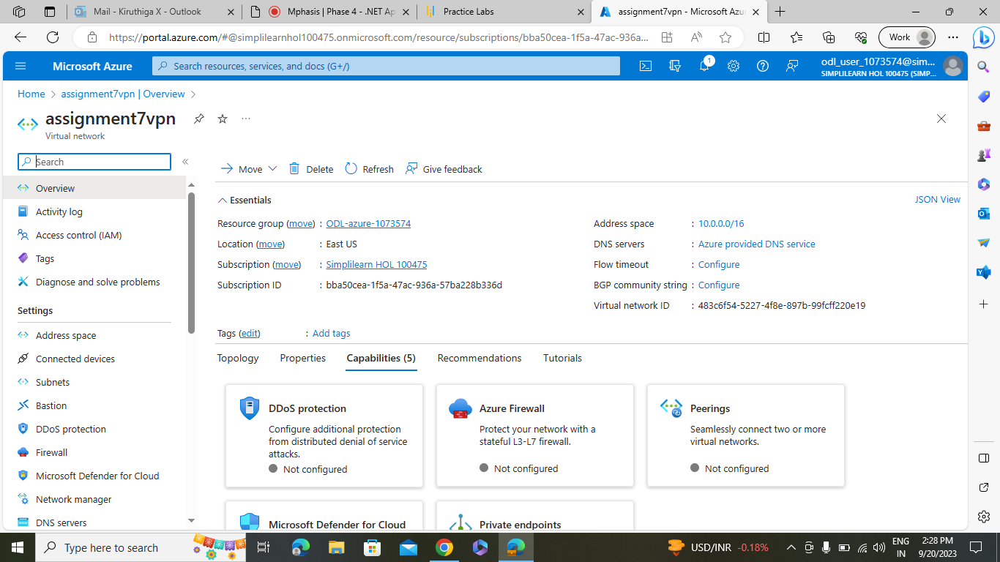 Mail - Kiruthiga X - Outlook
Mphasis | Phase 4 - .NET Ap
Practice Labs
assignment7vpn - Microsoft Azu
https://portal.azure.com/#@simplilearnhol100475.onmicrosoft.com/resource/subscriptions/bba50cea-1f5a-47ac-936a...
Work
Microsoft Azure
Search resources, services, and docs (G+/)
1
odl_user_1073574@sim...
SIMPLILEARN HOL 100475 (SIMP...
Home > assignment7vpn | Overview >
assignment7vpn
Virtual network
Search
Move
Delete
Refresh
Give feedback
Overview
Activity log
Access control (IAM)
Tags
Diagnose and solve problems
Settings
Address space
Connected devices
Subnets
Bastion
DDoS protection
Firewall
Microsoft Defender for Cloud
Network manager
DNS servers
Essentials
JSON View
Resource group (move) : ODL-azure-1073574
Location (move) : East US
Subscription (move) : Simplilearn HOL 100475
Subscription ID : bba50cea-1f5a-47ac-936a-57ba228b336d
Address space : 10.0.0.0/16
DNS servers : Azure provided DNS service
Flow timeout : Configure
BGP community string : Configure
Virtual network ID : 483c6f54-5227-4f8e-897b-99fcff220e19
Tags (edit) : Add tags
Topology
Properties
Capabilities (5)
Recommendations
Tutorials
DDoS protection
Configure additional protection
from distributed denial of service
attacks.
Not configured
Azure Firewall
Protect your network with a
stateful L3-L7 firewall.
Not configured
Peerings
Seamlessly connect two or more
virtual networks.
Not configured
Microsoft Defender for Cloud
Private endpoints
Type here to search
USD/INR -0.18%
ENG
IN
2:28 PM
9/20/2023